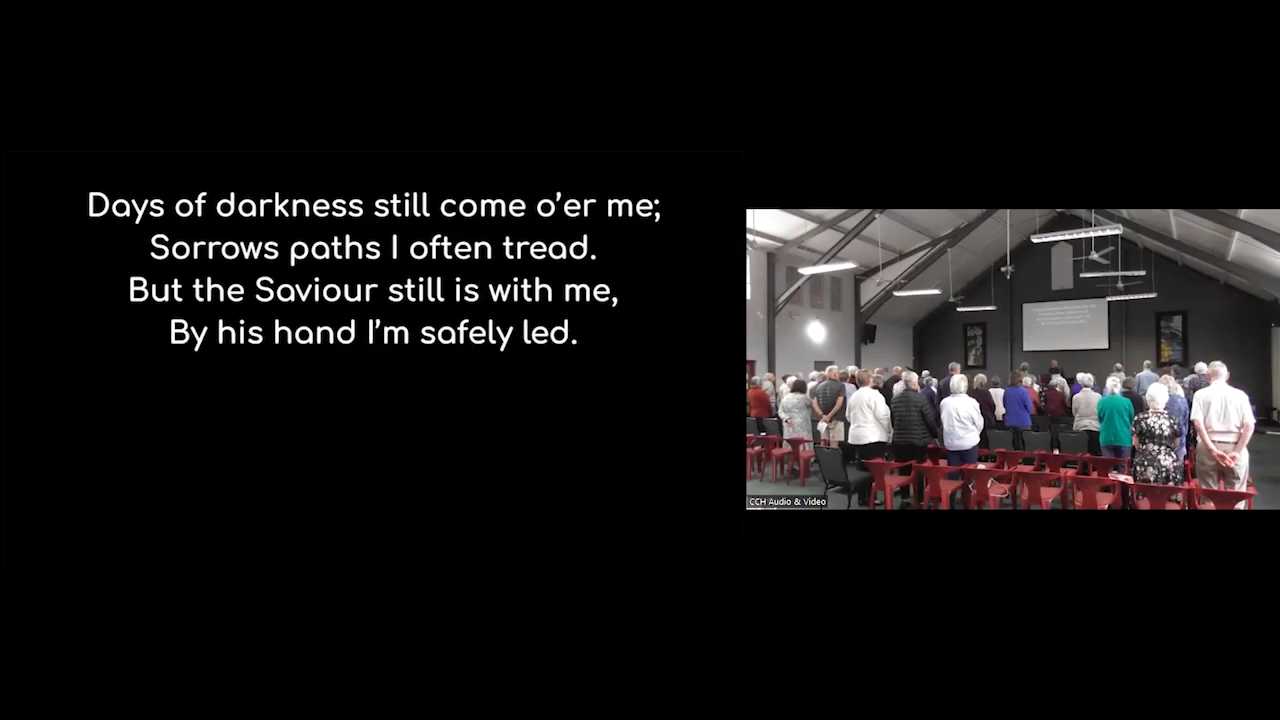 Days of darkness still come o’er me;
Sorrows paths I often tread.
But the Saviour still is with me,
By his hand I’m safely led.
CCH Audio & Video